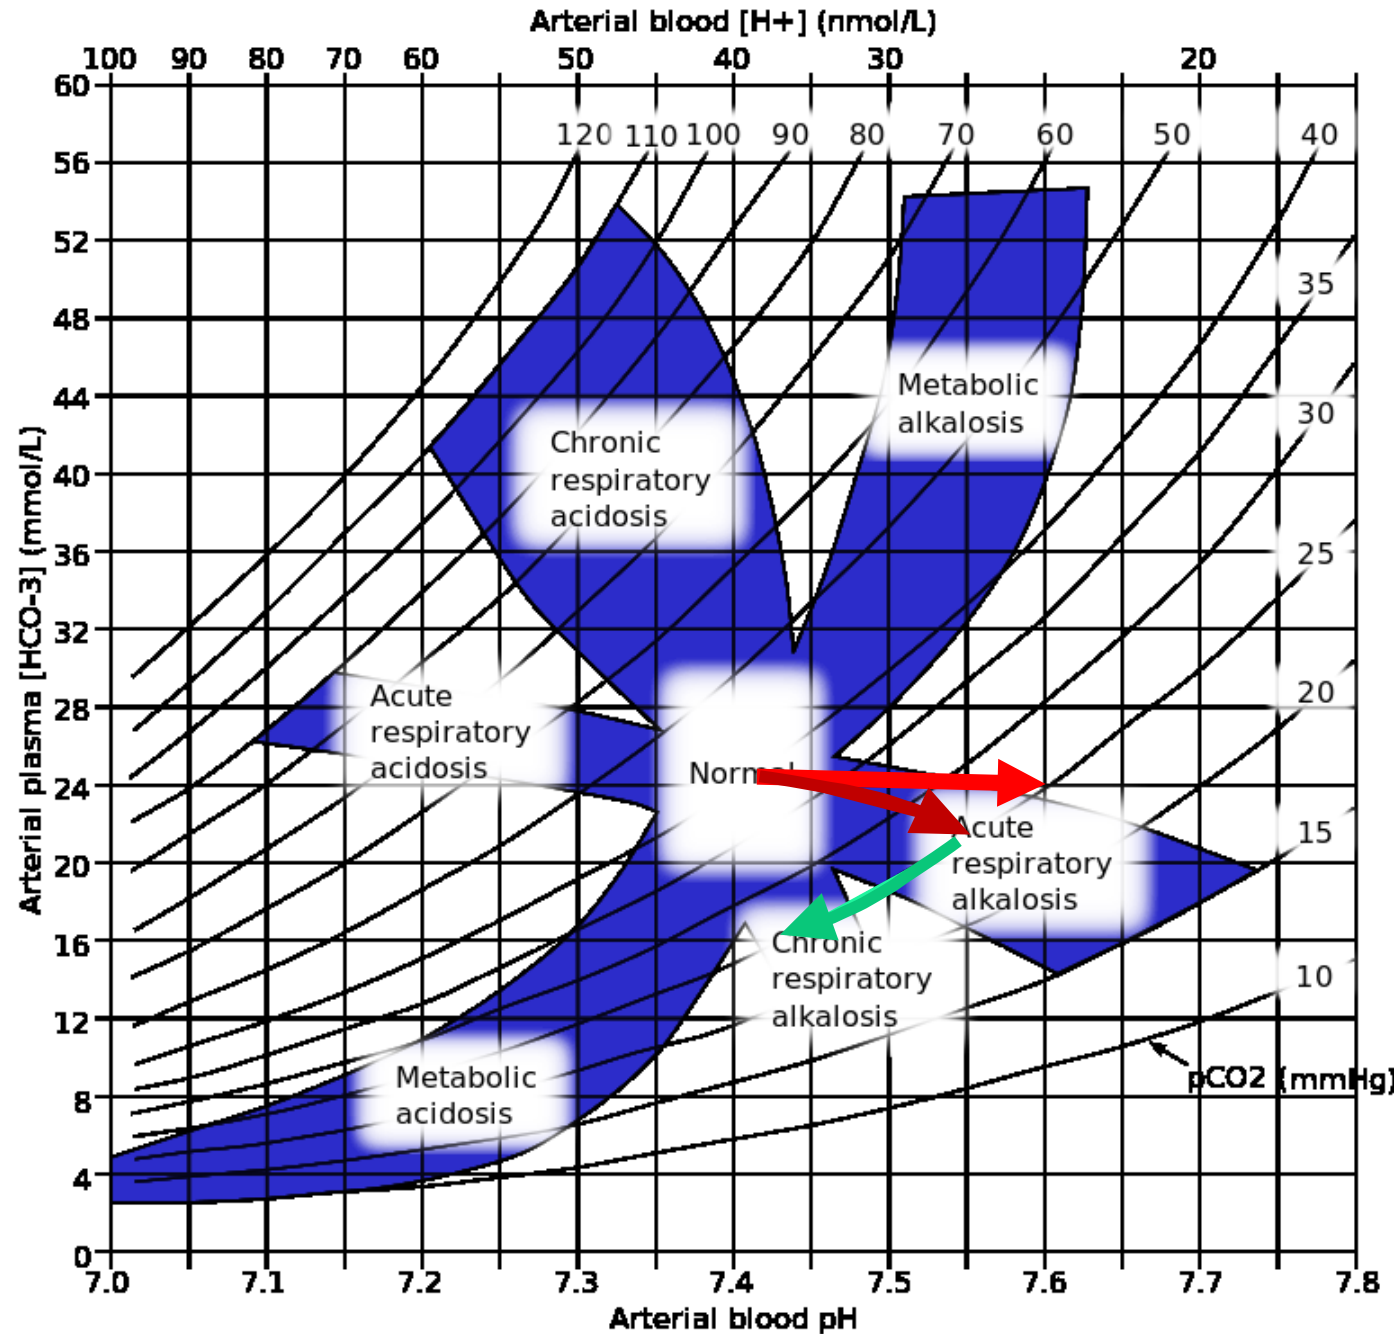 Arterial blood [H+] (nmol/L)
100 90 80 70 60 50 40 30 20
60
120 110 100 90 80 70 60 50 40
56
52
35
48
Metabolic
alkalosis
44
30
Chronic
respiratory
acidosis
40
36
25
32
Acute
respiratory
acidosis
28
20
Normal
24
Acute
respiratory
alkalosis
15
20
16
Chronic
respiratory
alkalosis
10
12
Metabolic
acidosis
8
pCO2 (mmHg)
4
0
Arterial plasma [HCO-3] (mmol/L)
7.0 7.1 7.2 7.3 7.4 7.5 7.6 7.7 7.8
Arterial blood pH